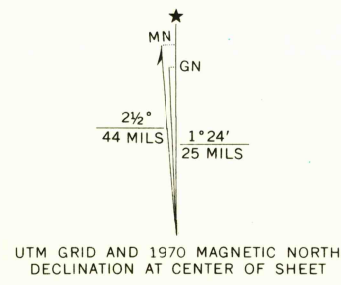 MN
GN
2½°
44 MILS
1°24′
25 MILS
UTM GRID AND 1970 MAGNETIC NORTH
DECLINATION AT CENTER OF SHEET